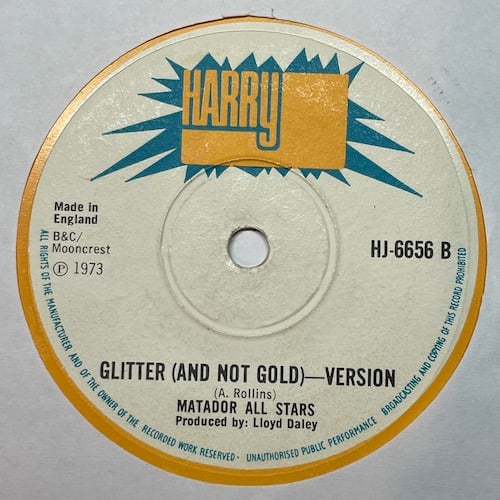 HARRY
Made in
England
B&C/
Mooncrest
Ⓟ 1973
HJ-6656 B
GLITTER (AND NOT GOLD)—VERSION
(A. Rollins)
MATADOR ALL STARS
Produced by: Lloyd Daley
ALL RIGHTS OF THE MANUFACTURER AND OF THE OWNER OF THE RECORDED WORK RESERVED · UNAUTHORISED PUBLIC PERFORMANCE BROADCASTING AND COPYING OF THIS RECORD PROHIBITED